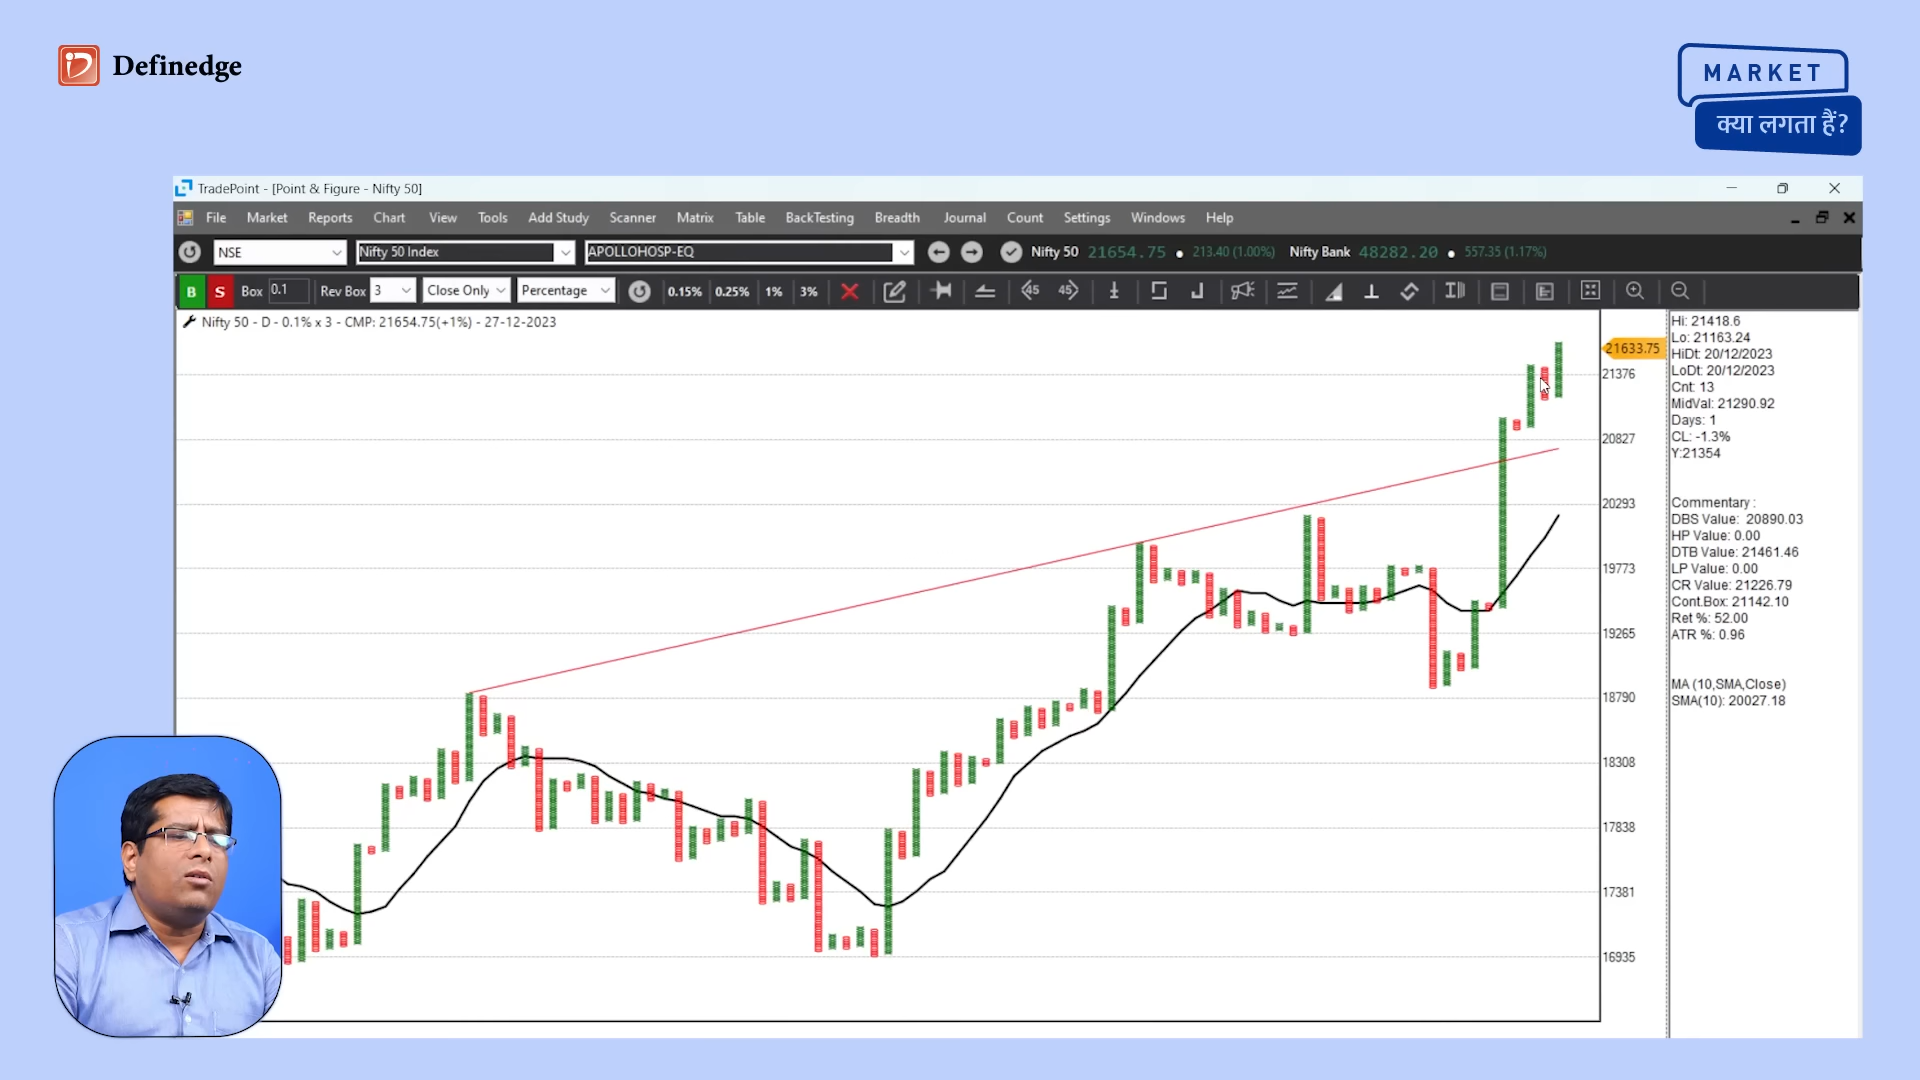 Definedge
MARKET
क्या लगता हैं?
TradePoint - [Point & Figure - Nifty 50]
File Market Reports Chart View Tools Add Study Scanner Matrix Table BackTesting Breadth Journal Count Settings Windows Help
NSE Nifty 50 Index APOLLOHOSP-EQ Nifty 50 21654.75 213.40 (1.00%) Nifty Bank 48282.20 557.35 (1.17%)
B S Box 0.1 Rev Box 3 Close Only Percentage 0.15% 0.25% 1% 3% 45 45
Nifty 50 - D - 0.1% x 3 - CMP: 21654.75(+1%) - 27-12-2023
21633.75
21376
20827
20293
19773
19265
18790
18308
17838
17381
16935
Hi: 21418.6
Lo: 21163.24
HiDt: 20/12/2023
LoDt: 20/12/2023
Cnt: 13
MidVal: 21290.92
Days: 1
CL: -1.3%
Y:21354
Commentary :
DBS Value: 20890.03
HP Value: 0.00
DTB Value: 21461.46
LP Value: 0.00
CR Value: 21226.79
Cont.Box: 21142.10
Ret %: 52.00
ATR %: 0.96
MA (10,SMA,Close)
SMA(10): 20027.18